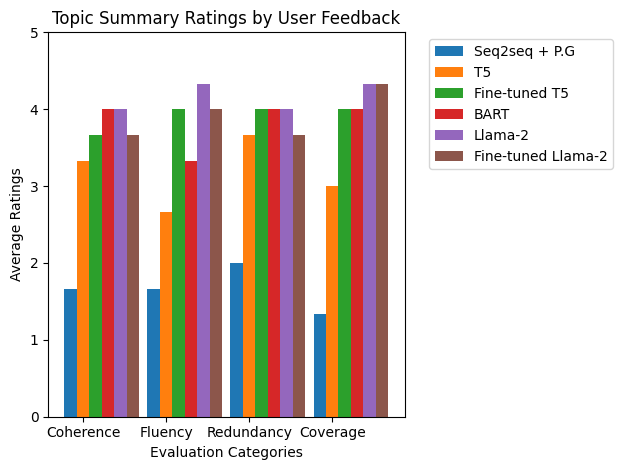 Topic Summary Ratings by User Feedback
5
4
3
2
1
0
Average Ratings
Coherence Fluency Redundancy Coverage
Evaluation Categories
Seq2seq + P.G
T5
Fine-tuned T5
BART
Llama-2
Fine-tuned Llama-2